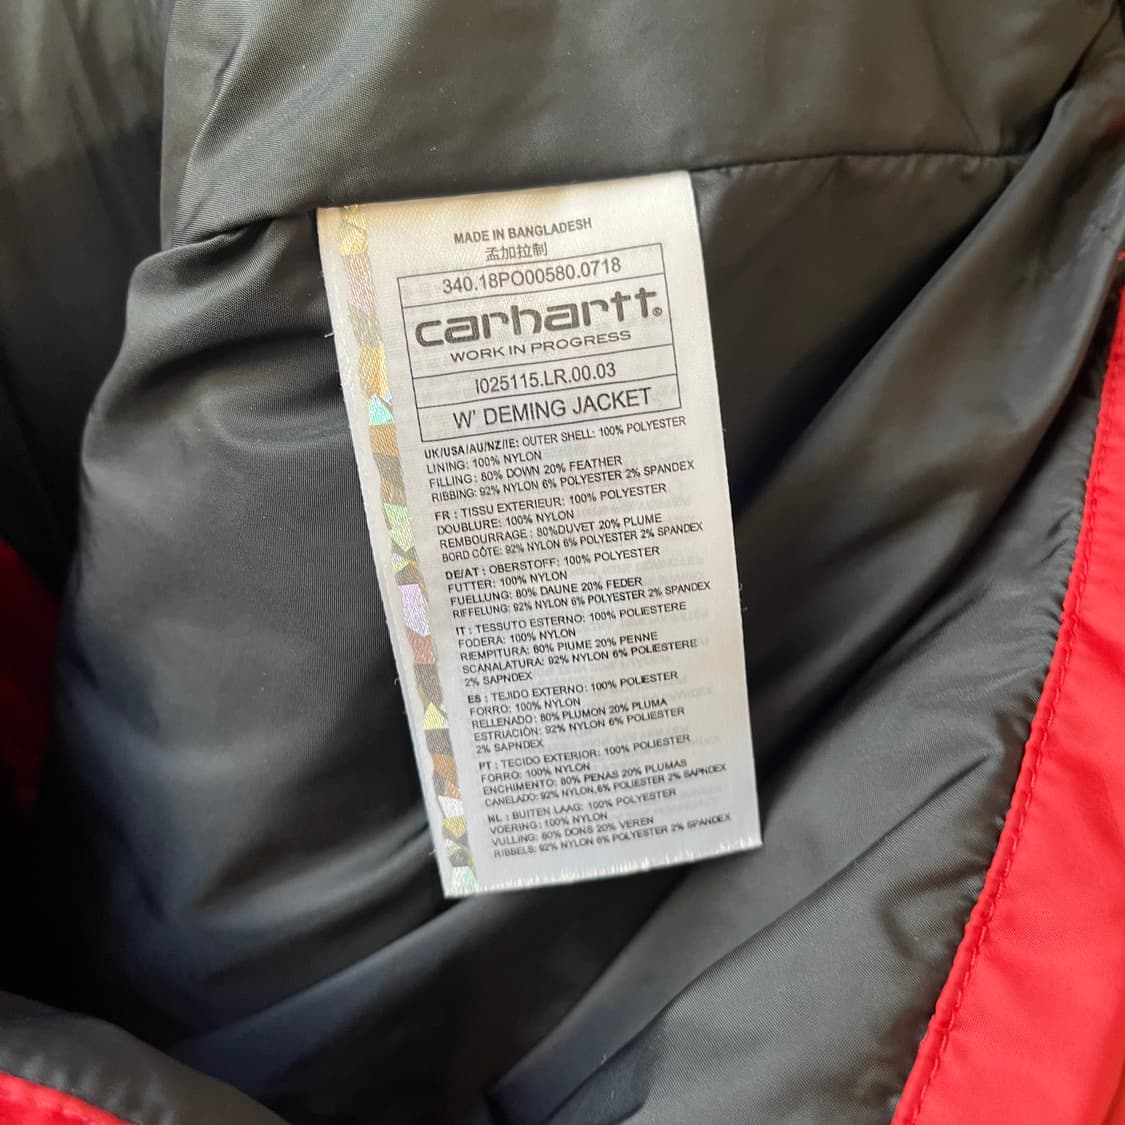 MADE IN BANGLADESH
孟加拉制
340.18PO00580.0718
carhartt®
WORK IN PROGRESS
I025115.LR.00.03
W' DEMING JACKET
UK/USA/AU/NZ/IE: OUTER SHELL: 100% POLYESTER
LINING: 100% NYLON
FILLING: 80% DOWN 20% FEATHER
RIBBING: 92% NYLON 6% POLYESTER 2% SPANDEX
FR : TISSU EXTERIEUR: 100% POLYESTER
DOUBLURE: 100% NYLON
REMBOURRAGE : 80%DUVET 20% PLUME
BORD CÔTE: 92% NYLON 6% POLYESTER 2% SPANDEX
DE/AT : OBERSTOFF: 100% POLYESTER
FUTTER: 100% NYLON
FUELLUNG: 80% DAUNE 20% FEDER
RIFFELUNG: 92% NYLON 6% POLYESTER 2% SPANDEX
IT : TESSUTO ESTERNO: 100% POLIESTERE
FODERA: 100% NYLON
RIEMPITURA: 80% PIUME 20% PENNE
SCANALATURA: 92% NYLON 6% POLIESTERE
2% SAPNDEX
ES : TEJIDO EXTERNO: 100% POLIESTER
FORRO: 100% NYLON
RELLENADO: 80% PLUMON 20% PLUMA
ESTRIACIÓN: 92% NYLON 6% POLIESTER
2% SAPNDEX
PT : TECIDO EXTERIOR: 100% POLIESTER
FORRO: 100% NYLON
ENCHIMENTO: 80% PENAS 20% PLUMAS
CANELADO: 92% NYLON,6% POLIESTER 2% SAPNDEX
NL : BUITEN LAAG: 100% POLYESTER
VOERING: 100% NYLON
VULLING: 80% DONS 20% VEREN
RIBBELS: 92% NYLON 6% POLYESTER 2% SPANDEX